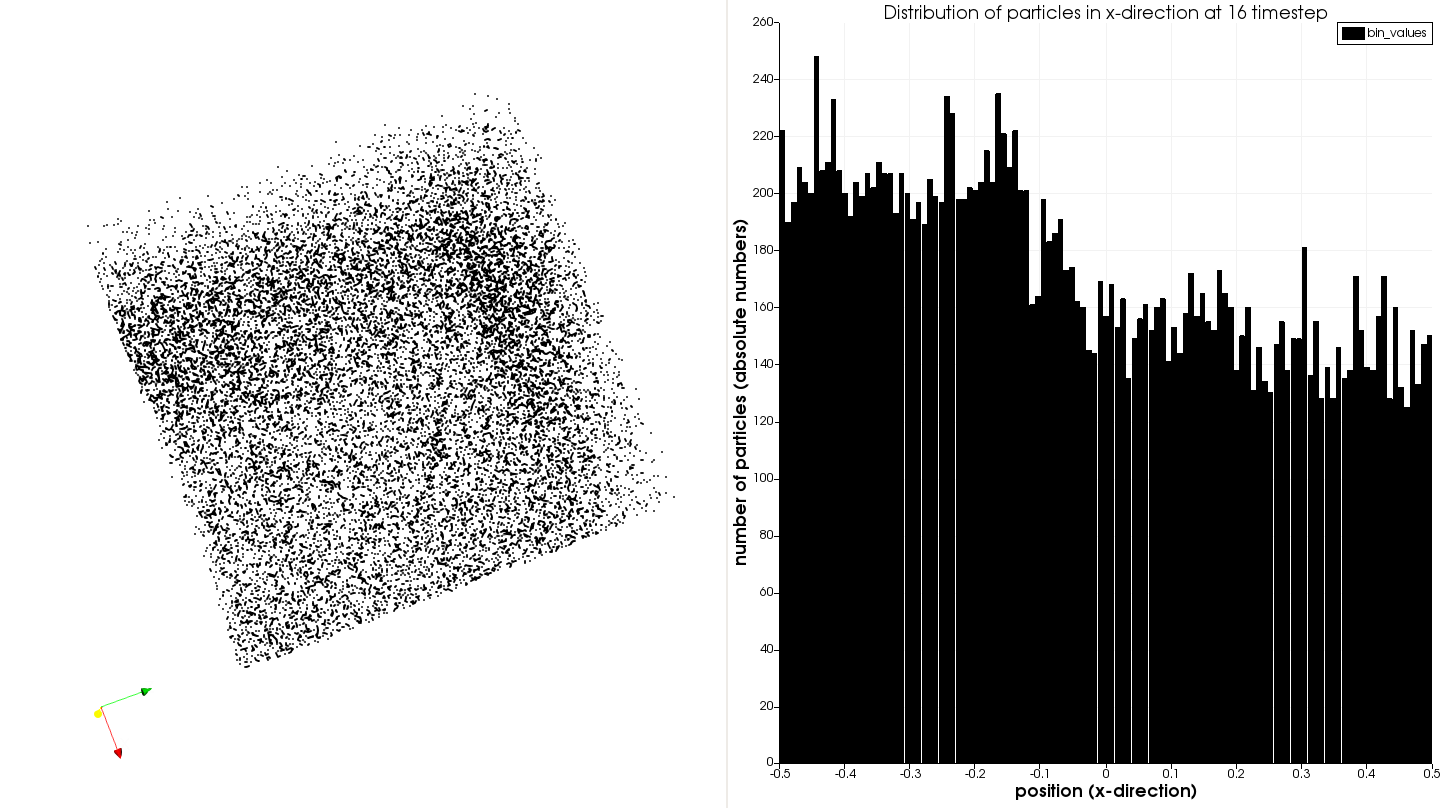 Distribution of particles in x-direction at 16 timestep
bin_values
number of particles (absolute numbers)
260
240
220
200
180
160
140
120
100
80
60
40
20
0
-0.5 -0.4 -0.3 -0.2 -0.1 0 0.1 0.2 0.3 0.4 0.5
position (x-direction)